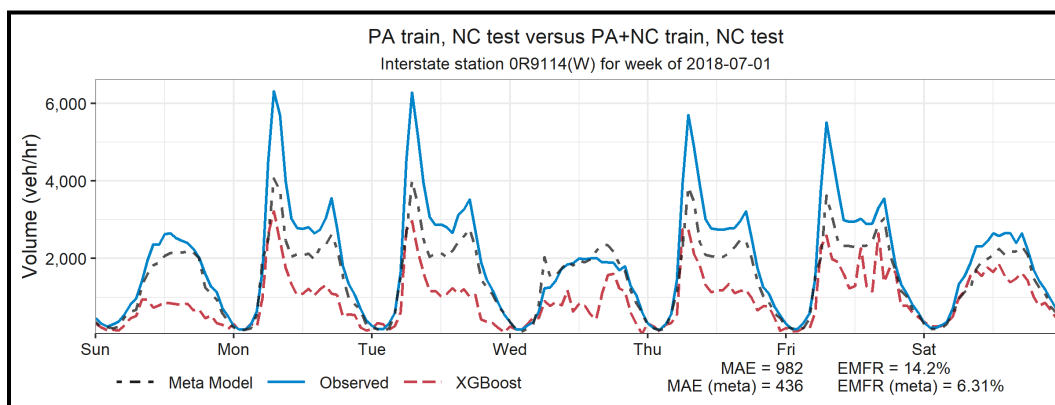 PA train, NC test versus PA+NC train, NC test
Interstate station 0R9114(W) for week of 2018-07-01
Volume (veh/hr)
6,000
4,000
2,000
Sun Mon Tue Wed Thu Fri Sat
Meta Model Observed XGBoost
MAE = 982 EMFR = 14.2%
MAE (meta) = 436 EMFR (meta) = 6.31%